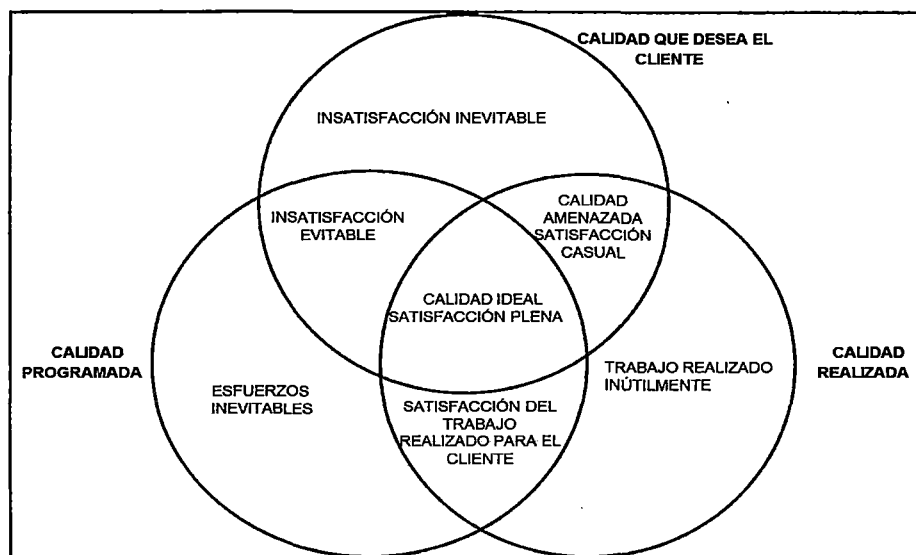 CALIDAD QUE DESEA EL
CLIENTE
INSATISFACCIÓN INEVITABLE
INSATISFACCIÓN
EVITABLE
CALIDAD
AMENAZADA
SATISFACCIÓN
CASUAL
CALIDAD IDEAL
SATISFACCIÓN PLENA
CALIDAD
PROGRAMADA
ESFUERZOS
INEVITABLES
SATISFACCIÓN DEL
TRABAJO
REALIZADO PARA EL
CLIENTE
TRABAJO REALIZADO
INÚTILMENTE
CALIDAD
REALIZADA